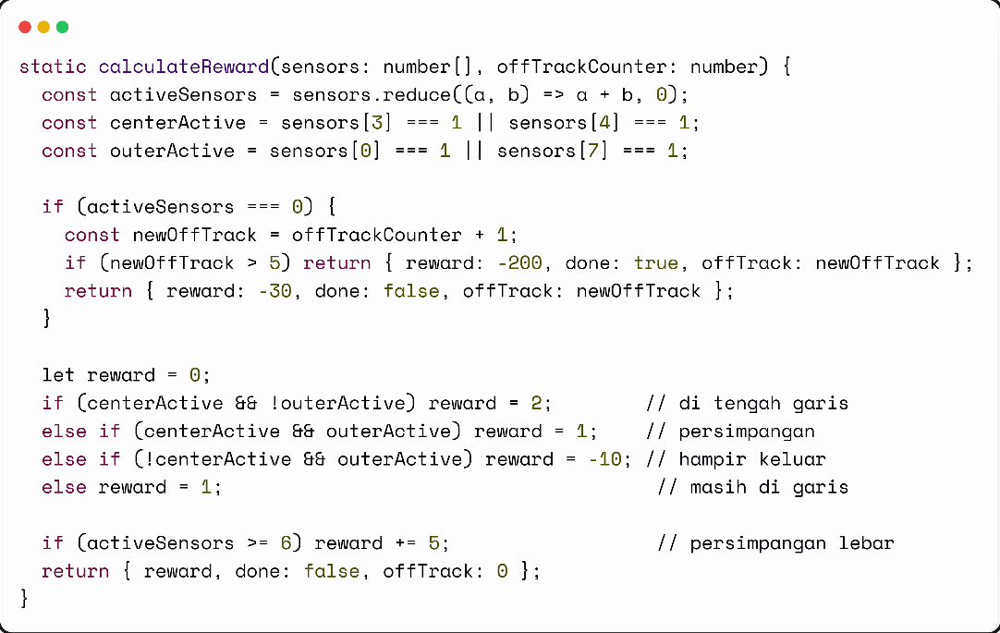 static calculateReward(sensors: number[], offTrackCounter: number) {
  const activeSensors = sensors.reduce((a, b) => a + b, 0);
  const centerActive = sensors[3] === 1 || sensors[4] === 1;
  const outerActive = sensors[0] === 1 || sensors[7] === 1;

  if (activeSensors === 0) {
    const newOffTrack = offTrackCounter + 1;
    if (newOffTrack > 5) return { reward: -200, done: true, offTrack: newOffTrack };
    return { reward: -30, done: false, offTrack: newOffTrack };
  }

  let reward = 0;
  if (centerActive && !outerActive) reward = 2;        // di tengah garis
  else if (centerActive && outerActive) reward = 1;    // persimpangan
  else if (!centerActive && outerActive) reward = -10; // hampir keluar
  else reward = 1;                                      // masih di garis

  if (activeSensors >= 6) reward += 5;                  // persimpangan lebar
  return { reward, done: false, offTrack: 0 };
}